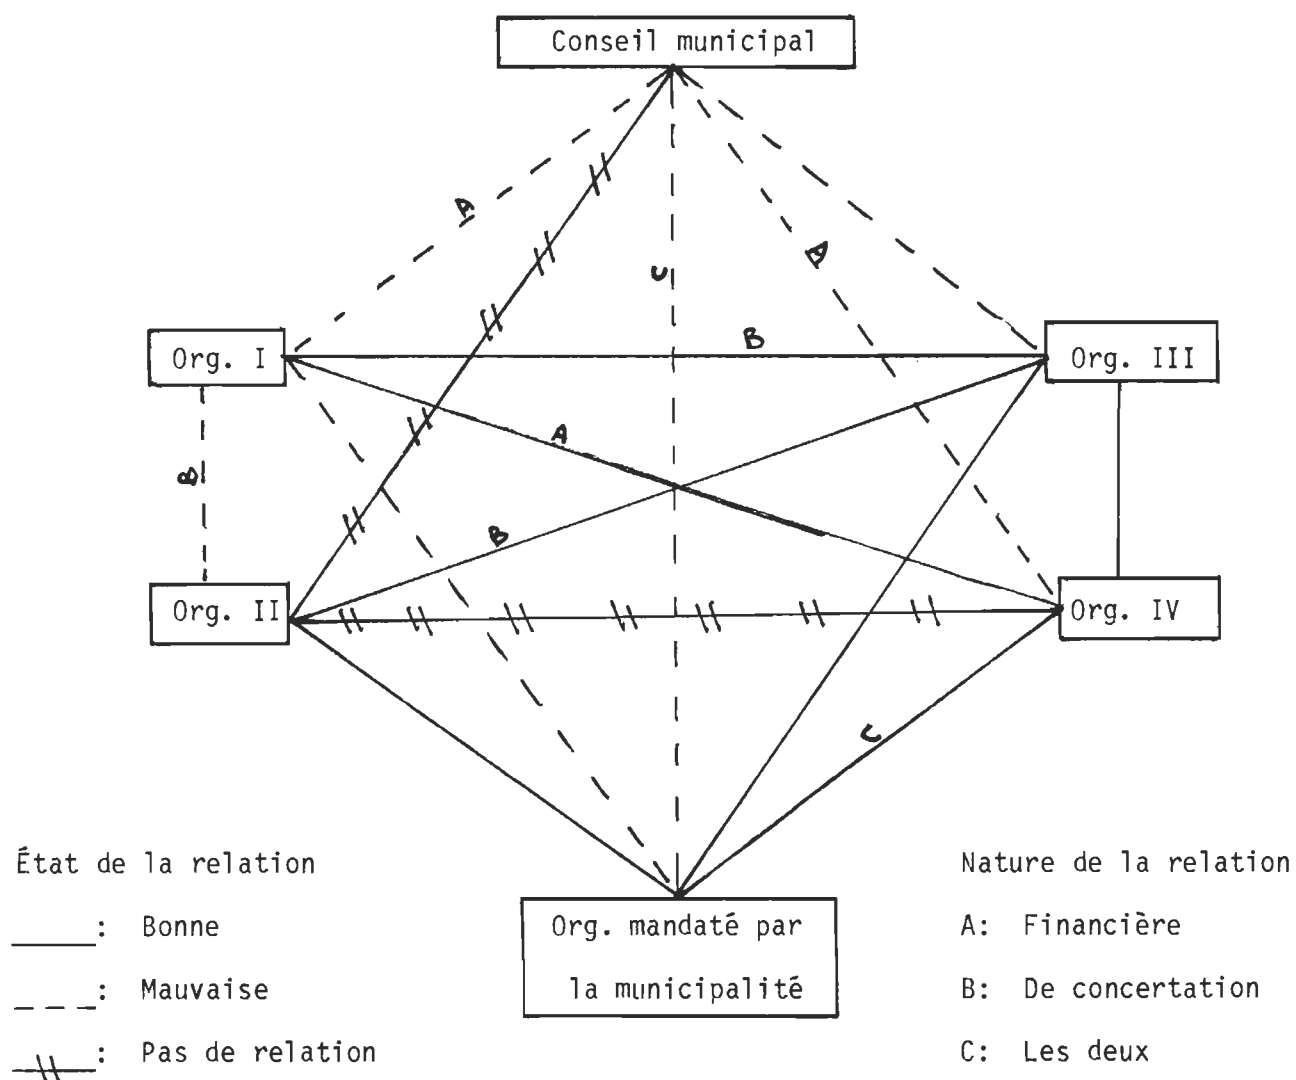 Conseil municipal
A
A
C
B
Org. I
Org. III
A
B
B
Org. II
Org. IV
C
État de la relation
: Bonne
: Mauvaise
: Pas de relation
Org. mandaté par
la municipalité
Nature de la relation
A: Financière
B: De concertation
C: Les deux